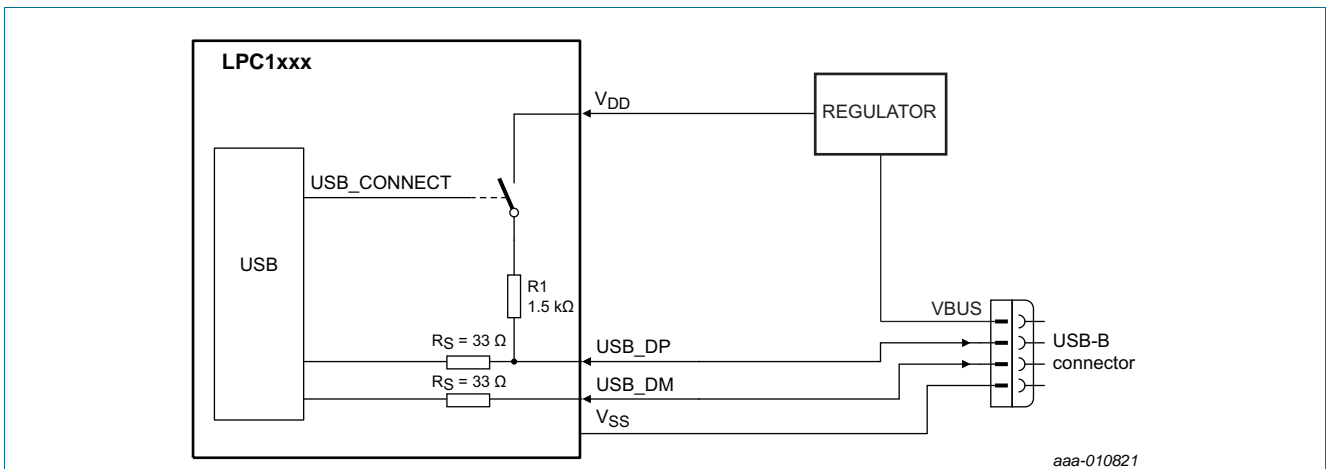 LPC1xxx
VDD
REGULATOR
USB_CONNECT
USB
R1
1.5 kΩ
VBUS
RS = 33 Ω
USB_DP
USB-B
connector
RS = 33 Ω
USB_DM
VSS
aaa-010821